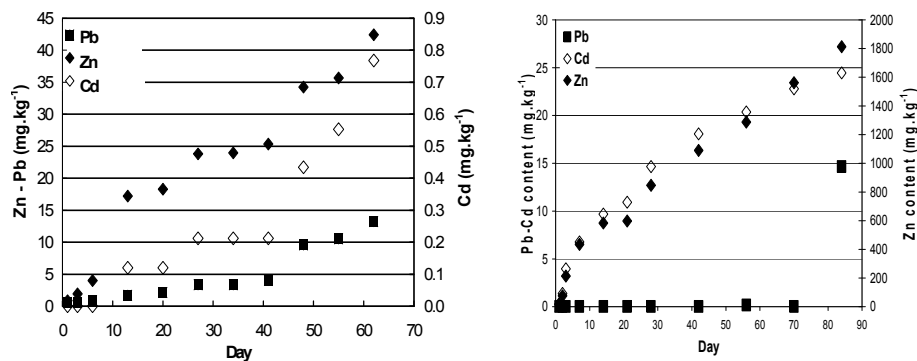 45
40
35
30
25
20
15
10
5
0
Zn - Pb (mg.kg-1)
Pb
Zn
Cd
0.9
0.8
0.7
0.6
0.5
0.4
0.3
0.2
0.1
0.0
Cd (mg.kg-1)
0 10 20 30 40 50 60 70
Day
30
25
20
15
10
5
0
Pb-Cd content (mg.kg-1)
Pb
Cd
Zn
2000
1800
1600
1400
1200
1000
800
600
400
200
0
Zn content (mg.kg-1)
0 10 20 30 40 50 60 70 80 90
Day